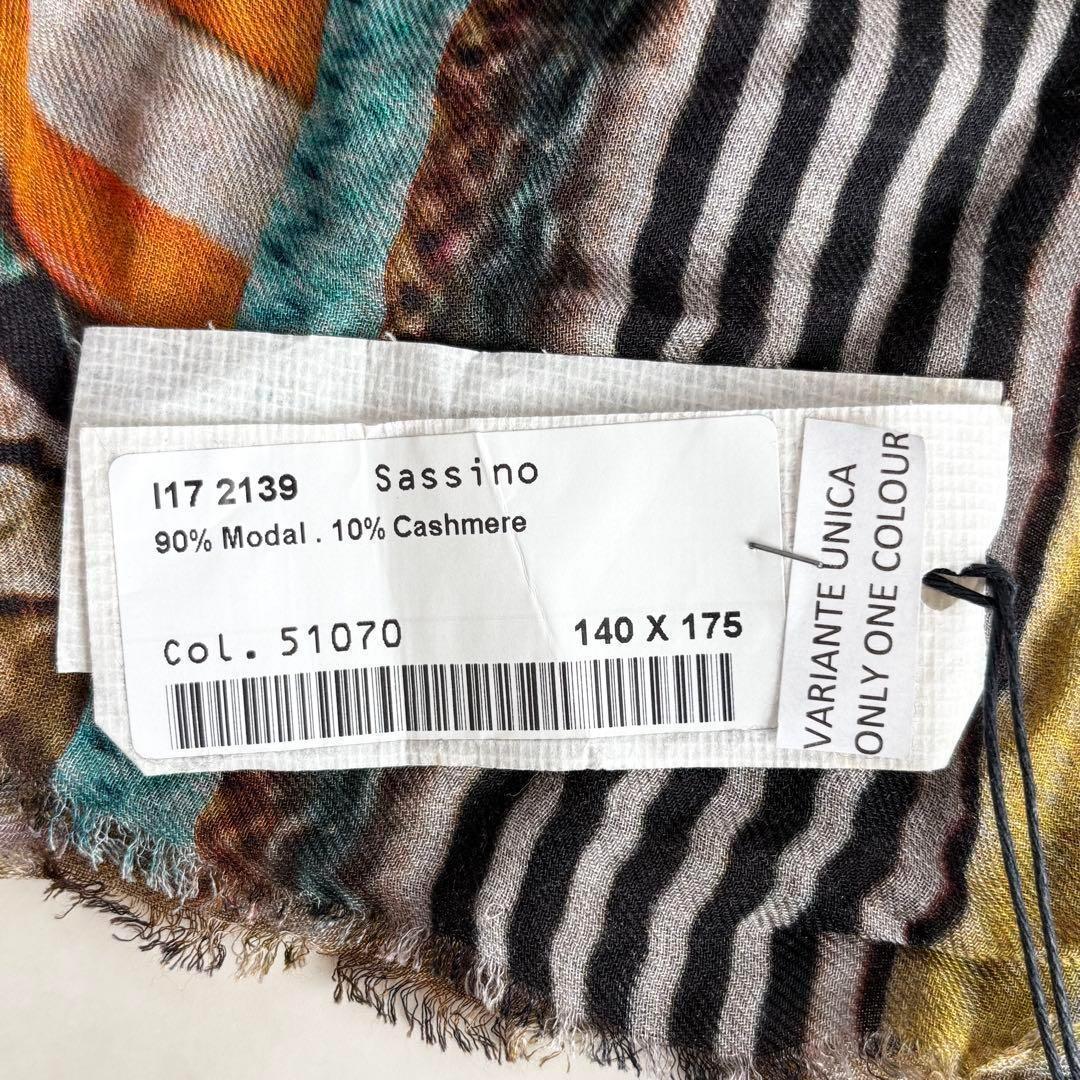 I17 2139 Sassino
90% Modal . 10% Cashmere
Col. 51070 140 X 175
VARIANTE UNICA
ONLY ONE COLOUR